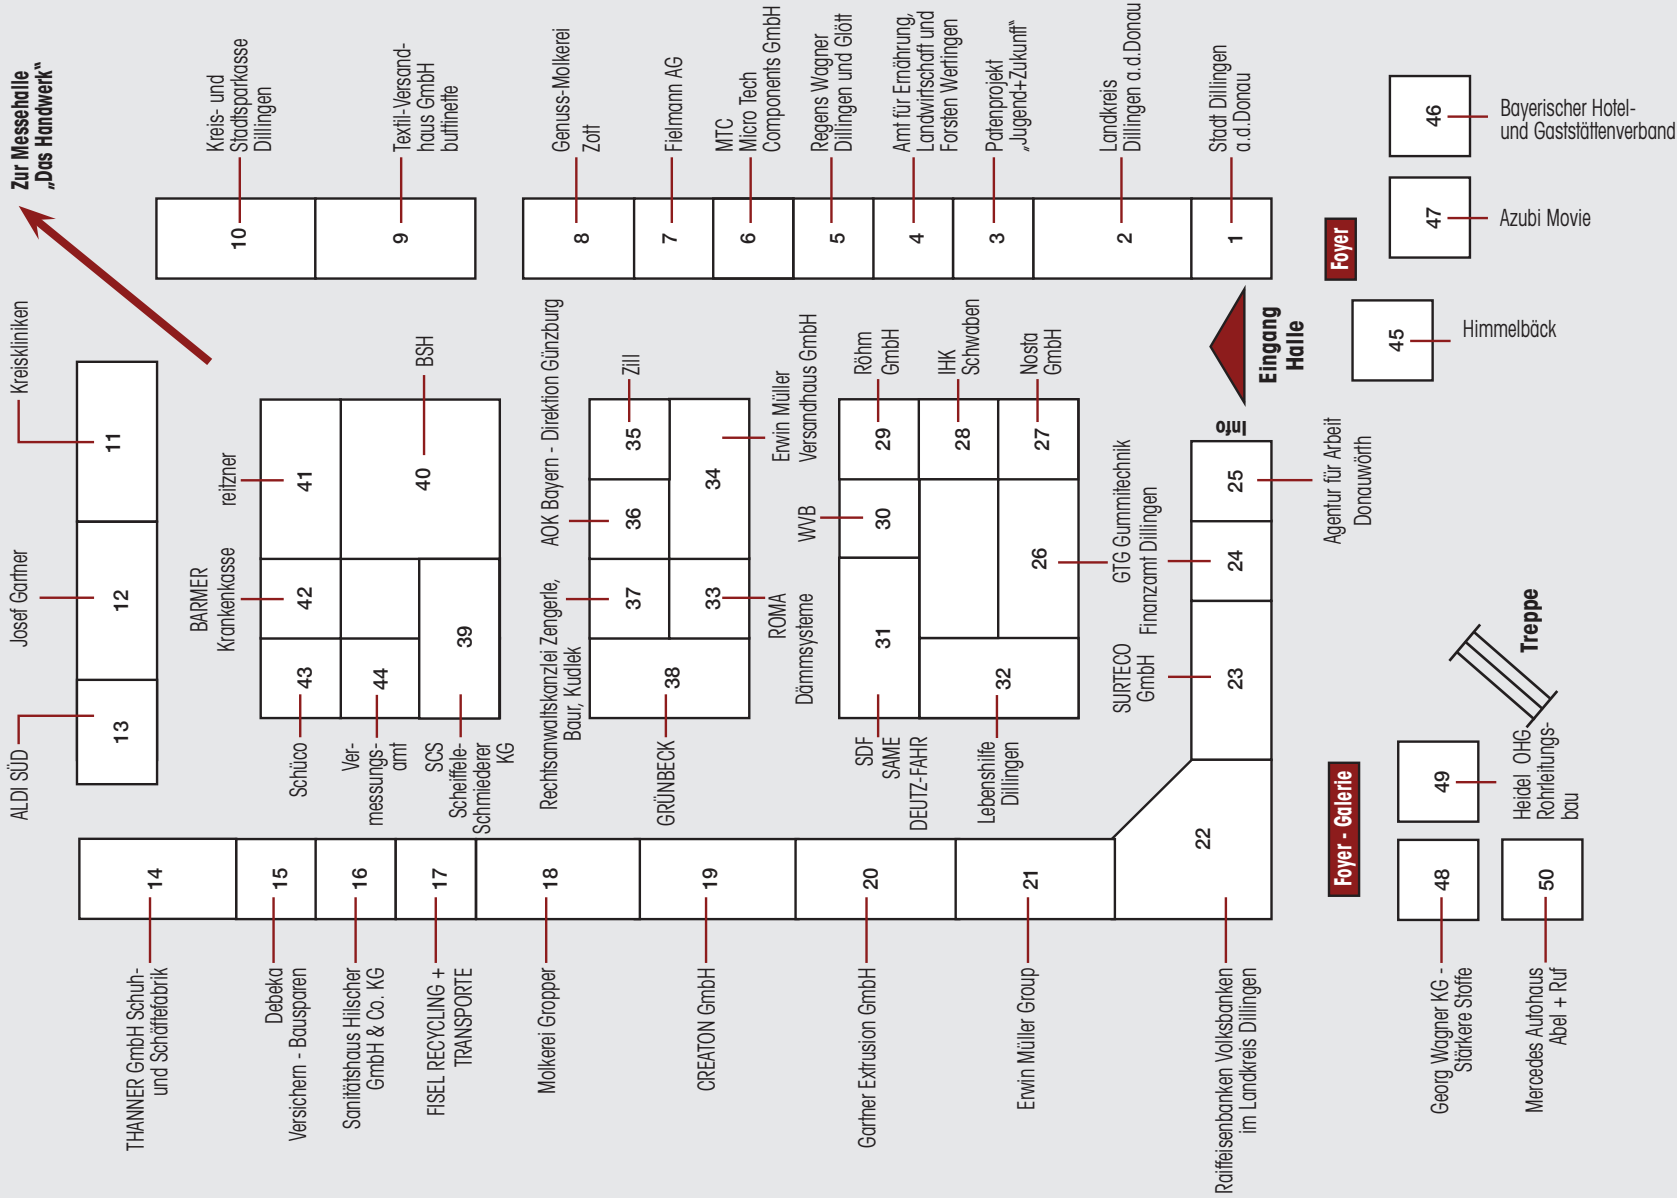 Zur Messehalle
„Das Handwerk“
Kreis- und
Stadtsparkasse
Dillingen
10
Textil-Versand-
haus GmbH
buttinette
9
Genuss-Molkerei
Zott
8
Fielmann AG
7
MTC
Micro Tech
Components GmbH
6
Regens Wagner
Dillingen und Glött
5
Amt für Ernährung,
Landwirtschaft und
Forsten Wertingen
4
Patenprojekt
„Jugend+Zukunft“
3
Landkreis
Dillingen a.d.Donau
2
Stadt Dillingen
a.d.Donau
1
Foyer
46
Bayerischer Hotel-
und Gaststättenverband
47
Azubi Movie
45
Himmelbäck
Eingang
Halle
Info
Kreiskliniken
11
Josef Gartner
12
ALDI SÜD
13
reitzner
41
BSH
40
BARMER
Krankenkasse
42
43
Schüco
44
Ver-
messungs-
amt
39
SCS
Scheiffele-
Schmiederer
KG
AOK Bayern - Direktion Günzburg
36
Zill
35
Erwin Müller
Versandhaus GmbH
34
Rechtsanwaltskanzlei Zengerle,
Baur, Kudlek
37
33
ROMA
Dämmsysteme
38
GRÜNBECK
Röhm
GmbH
29
IHK
Schwaben
28
Nosta
GmbH
27
WVB
30
26
GTG Gummitechnik
31
SDF
SAME
DEUTZ-FAHR
32
Lebenshilfe
Dillingen
25
Agentur für Arbeit
Donauwörth
Finanzamt Dillingen
24
SURTECO
GmbH
23
22
Raiffeisenbanken Volksbanken
im Landkreis Dillingen
Treppe
Foyer - Galerie
49
Heidel OHG
Rohrleitungs-
bau
48
Georg Wagner KG -
Stärkere Stoffe
50
Mercedes Autohaus
Abel + Ruf
14
THANNER GmbH Schuh-
und Schäftefabrik
15
Debeka
Versichern - Bausparen
16
Sanitätshaus Hilscher
GmbH & Co. KG
17
FISEL RECYCLING +
TRANSPORTE
18
Molkerei Gropper
19
CREATON GmbH
20
Gartner Extrusion GmbH
21
Erwin Müller Group